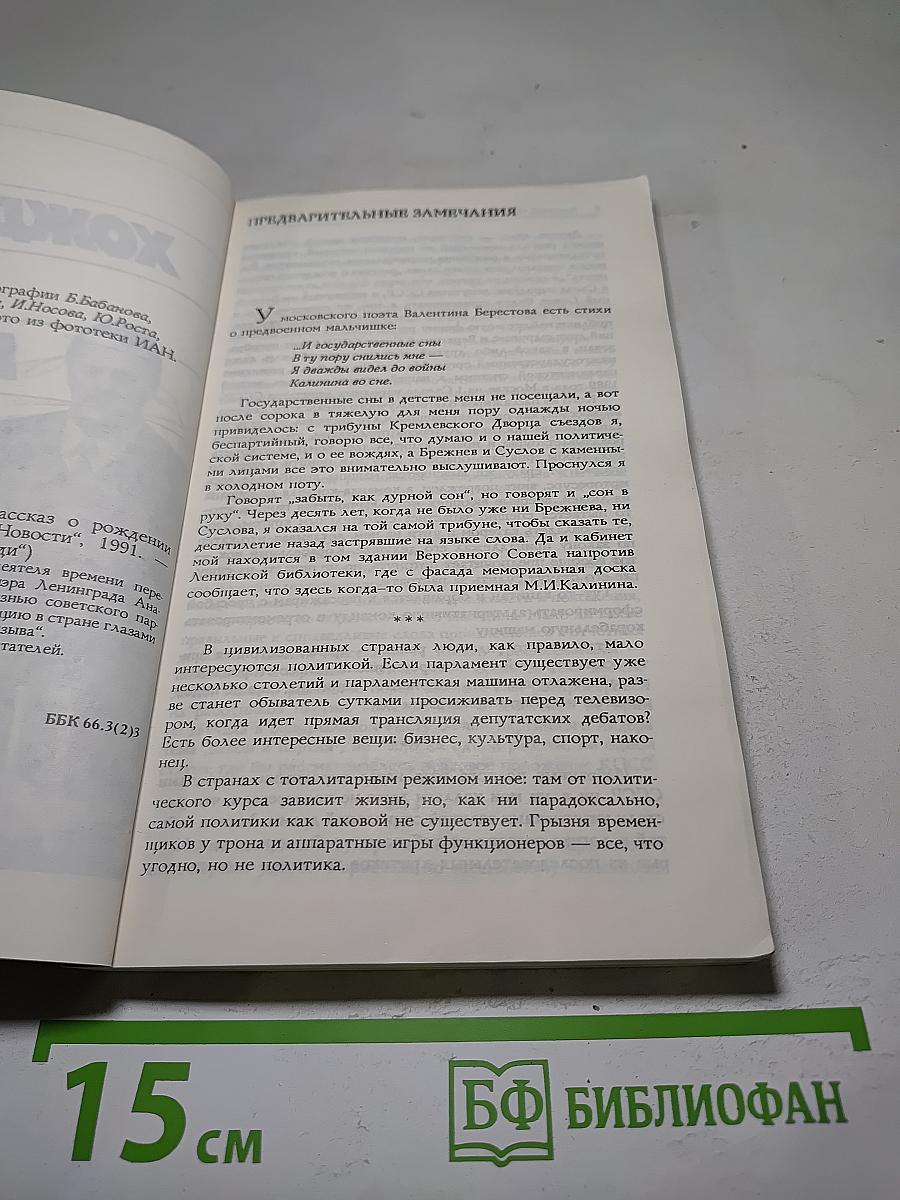 ХОЖД
ографии Б.Бабанова,
И.Носова, Ю.Роста,
ото из фототеки ИАН.
ассказ о рождении
Новости“, 1991. —
ди“)
деятеля времени пере-
эра Ленинграда Ана-
знью советского пар-
цию в стране глазами
зыва“.
тателей.
ББК 66.3(2)3
ПРЕДВАРИТЕЛЬНЫЕ ЗАМЕЧАНИЯ
У московского поэта Валентина Берестова есть стихи
о предвоенном мальчишке:
...И государственные сны
В ту пору снились мне —
Я дважды видел до войны
Калинина во сне.
Государственные сны в детстве меня не посещали, а вот
после сорока в тяжелую для меня пору однажды ночью
привиделось: с трибуны Кремлевского Дворца съездов я,
беспартийный, говорю все, что думаю и о нашей политиче-
ской системе, и о ее вождях, а Брежнев и Суслов с каменны-
ми лицами все это внимательно выслушивают. Проснулся я
в холодном поту.
Говорят „забыть, как дурной сон“, но говорят и „сон в
руку“. Через десять лет, когда не было уже ни Брежнева, ни
Суслова, я оказался на той самой трибуне, чтобы сказать те,
десятилетие назад застрявшие на языке слова. Да и кабинет
мой находится в том здании Верховного Совета напротив
Ленинской библиотеки, где с фасада мемориальная доска
сообщает, что здесь когда-то была приемная М.И.Калинина.
* * *
В цивилизованных странах люди, как правило, мало
интересуются политикой. Если парламент существует уже
несколько столетий и парламентская машина отлажена, раз-
ве станет обыватель сутками просиживать перед телевизо-
ром, когда идет прямая трансляция депутатских дебатов?
Есть более интересные вещи: бизнес, культура, спорт, нако-
нец.
В странах с тоталитарным режимом иное: там от полити-
ческого курса зависит жизнь, но, как ни парадоксально,
самой политики как таковой не существует. Грызня времен-
щиков у трона и аппаратные игры функционеров — все, что
угодно, но не политика.
15 см
БФ БИБЛИОФАН